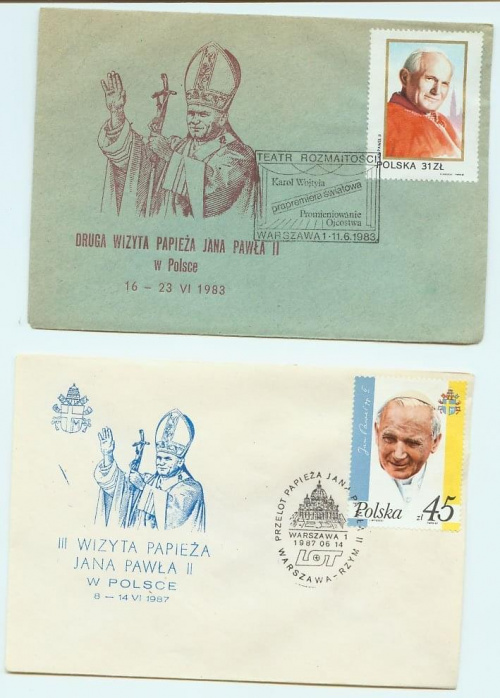 POLSKA 31 ZŁ
TEATR ROZMAITOŚCI
Karol Wojtyła
prapremiera światowa
Promieniowanie
Ojcostwa
WARSZAWA 1 - 11.6.1983
DRUGA WIZYTA PAPIEŻA JANA PAWŁA II
w Polsce
16 - 23 VI 1983
Polska zł 45
PRZELOT PAPIEŻA JANA PAWŁA II
WARSZAWA 1
1987 06 14
LOT
WARSZAWA-RZYM
III WIZYTA PAPIEŻA
JANA PAWŁA II
W POLSCE
8 - 14 VI 1987